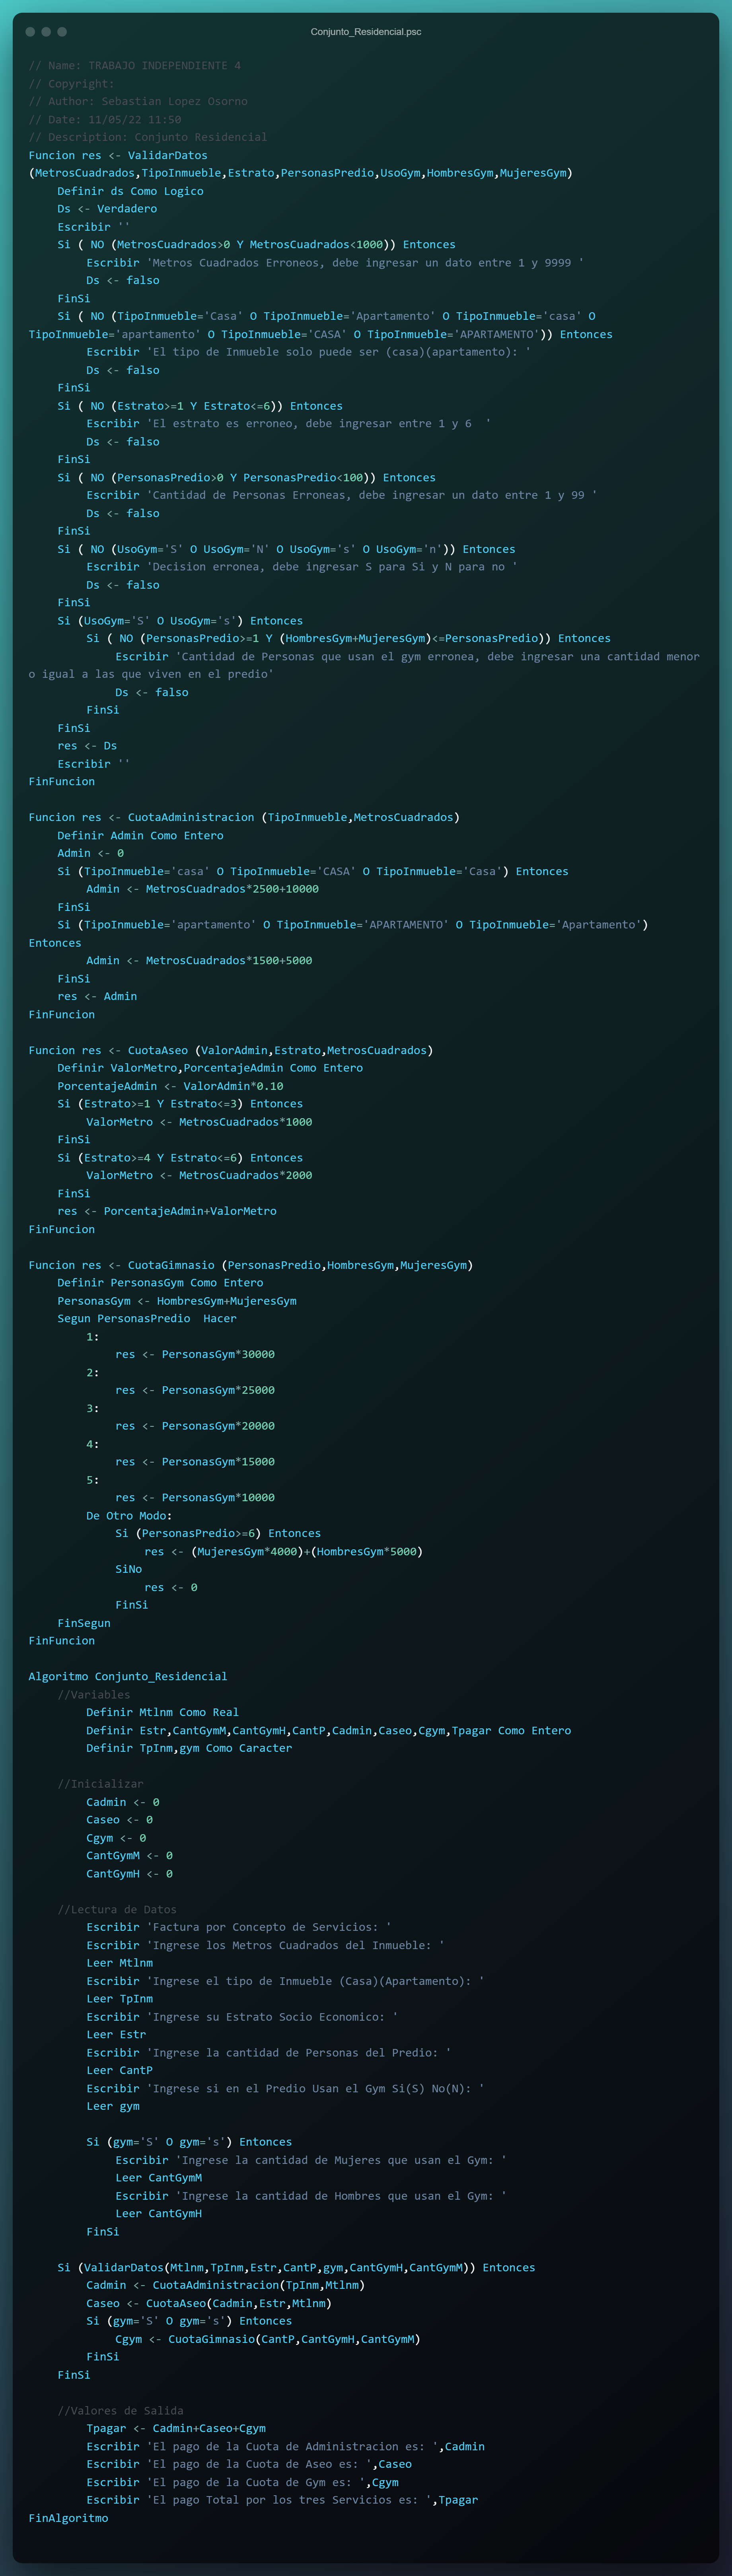 Conjunto_Residencial.psc
// Name: TRABAJO INDEPENDIENTE 4
// Copyright:
// Author: Sebastian Lopez Osorno
// Date: 11/05/22 11:50
// Description: Conjunto Residencial
Funcion res <- ValidarDatos
(MetrosCuadrados,TipoInmueble,Estrato,PersonasPredio,UsoGym,HombresGym,MujeresGym)
    Definir ds Como Logico
    Ds <- Verdadero
    Escribir ''
    Si ( NO (MetrosCuadrados>0 Y MetrosCuadrados<1000)) Entonces
        Escribir 'Metros Cuadrados Erroneos, debe ingresar un dato entre 1 y 9999 '
        Ds <- falso
    FinSi
    Si ( NO (TipoInmueble='Casa' O TipoInmueble='Apartamento' O TipoInmueble='casa' O
TipoInmueble='apartamento' O TipoInmueble='CASA' O TipoInmueble='APARTAMENTO')) Entonces
        Escribir 'El tipo de Inmueble solo puede ser (casa)(apartamento): '
        Ds <- falso
    FinSi
    Si ( NO (Estrato>=1 Y Estrato<=6)) Entonces
        Escribir 'El estrato es erroneo, debe ingresar entre 1 y 6  '
        Ds <- falso
    FinSi
    Si ( NO (PersonasPredio>0 Y PersonasPredio<100)) Entonces
        Escribir 'Cantidad de Personas Erroneas, debe ingresar un dato entre 1 y 99 '
        Ds <- falso
    FinSi
    Si ( NO (UsoGym='S' O UsoGym='N' O UsoGym='s' O UsoGym='n')) Entonces
        Escribir 'Decision erronea, debe ingresar S para Si y N para no '
        Ds <- falso
    FinSi
    Si (UsoGym='S' O UsoGym='s') Entonces
        Si ( NO (PersonasPredio>=1 Y (HombresGym+MujeresGym)<=PersonasPredio)) Entonces
            Escribir 'Cantidad de Personas que usan el gym erronea, debe ingresar una cantidad menor
o igual a las que viven en el predio'
            Ds <- falso
        FinSi
    FinSi
    res <- Ds
    Escribir ''
FinFuncion

Funcion res <- CuotaAdministracion (TipoInmueble,MetrosCuadrados)
    Definir Admin Como Entero
    Admin <- 0
    Si (TipoInmueble='casa' O TipoInmueble='CASA' O TipoInmueble='Casa') Entonces
        Admin <- MetrosCuadrados*2500+10000
    FinSi
    Si (TipoInmueble='apartamento' O TipoInmueble='APARTAMENTO' O TipoInmueble='Apartamento')
Entonces
        Admin <- MetrosCuadrados*1500+5000
    FinSi
    res <- Admin
FinFuncion

Funcion res <- CuotaAseo (ValorAdmin,Estrato,MetrosCuadrados)
    Definir ValorMetro,PorcentajeAdmin Como Entero
    PorcentajeAdmin <- ValorAdmin*0.10
    Si (Estrato>=1 Y Estrato<=3) Entonces
        ValorMetro <- MetrosCuadrados*1000
    FinSi
    Si (Estrato>=4 Y Estrato<=6) Entonces
        ValorMetro <- MetrosCuadrados*2000
    FinSi
    res <- PorcentajeAdmin+ValorMetro
FinFuncion

Funcion res <- CuotaGimnasio (PersonasPredio,HombresGym,MujeresGym)
    Definir PersonasGym Como Entero
    PersonasGym <- HombresGym+MujeresGym
    Segun PersonasPredio  Hacer
        1:
            res <- PersonasGym*30000
        2:
            res <- PersonasGym*25000
        3:
            res <- PersonasGym*20000
        4:
            res <- PersonasGym*15000
        5:
            res <- PersonasGym*10000
        De Otro Modo:
            Si (PersonasPredio>=6) Entonces
                res <- (MujeresGym*4000)+(HombresGym*5000)
            SiNo
                res <- 0
            FinSi
    FinSegun
FinFuncion

Algoritmo Conjunto_Residencial
    //Variables
        Definir Mtlnm Como Real
        Definir Estr,CantGymM,CantGymH,CantP,Cadmin,Caseo,Cgym,Tpagar Como Entero
        Definir TpInm,gym Como Caracter

    //Inicializar
        Cadmin <- 0
        Caseo <- 0
        Cgym <- 0
        CantGymM <- 0
        CantGymH <- 0

    //Lectura de Datos
        Escribir 'Factura por Concepto de Servicios: '
        Escribir 'Ingrese los Metros Cuadrados del Inmueble: '
        Leer Mtlnm
        Escribir 'Ingrese el tipo de Inmueble (Casa)(Apartamento): '
        Leer TpInm
        Escribir 'Ingrese su Estrato Socio Economico: '
        Leer Estr
        Escribir 'Ingrese la cantidad de Personas del Predio: '
        Leer CantP
        Escribir 'Ingrese si en el Predio Usan el Gym Si(S) No(N): '
        Leer gym

        Si (gym='S' O gym='s') Entonces
            Escribir 'Ingrese la cantidad de Mujeres que usan el Gym: '
            Leer CantGymM
            Escribir 'Ingrese la cantidad de Hombres que usan el Gym: '
            Leer CantGymH
        FinSi

    Si (ValidarDatos(Mtlnm,TpInm,Estr,CantP,gym,CantGymH,CantGymM)) Entonces
        Cadmin <- CuotaAdministracion(TpInm,Mtlnm)
        Caseo <- CuotaAseo(Cadmin,Estr,Mtlnm)
        Si (gym='S' O gym='s') Entonces
            Cgym <- CuotaGimnasio(CantP,CantGymH,CantGymM)
        FinSi
    FinSi

    //Valores de Salida
        Tpagar <- Cadmin+Caseo+Cgym
        Escribir 'El pago de la Cuota de Administracion es: ',Cadmin
        Escribir 'El pago de la Cuota de Aseo es: ',Caseo
        Escribir 'El pago de la Cuota de Gym es: ',Cgym
        Escribir 'El pago Total por los tres Servicios es: ',Tpagar
FinAlgoritmo